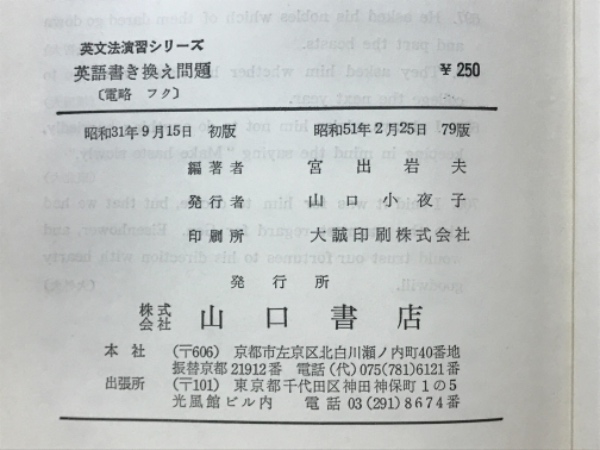 英文法演習シリーズ
英語書き換え問題 ¥250
〔電略 フク〕
昭和31年9月15日 初版 昭和51年2月25日 79版
編著者 宮出岩夫
発行者 山口小夜子
印刷所 大誠印刷株式会社
発行所
株式会社 山口書店
本社 (〒606) 京都市左京区北白川瀬ノ内町40番地
振替京都 21912番 電話(代) 075(781)6121番
出張所 (〒101) 東京都千代田区神田神保町1の5
光風館ビル内 電話 03(291)8674番